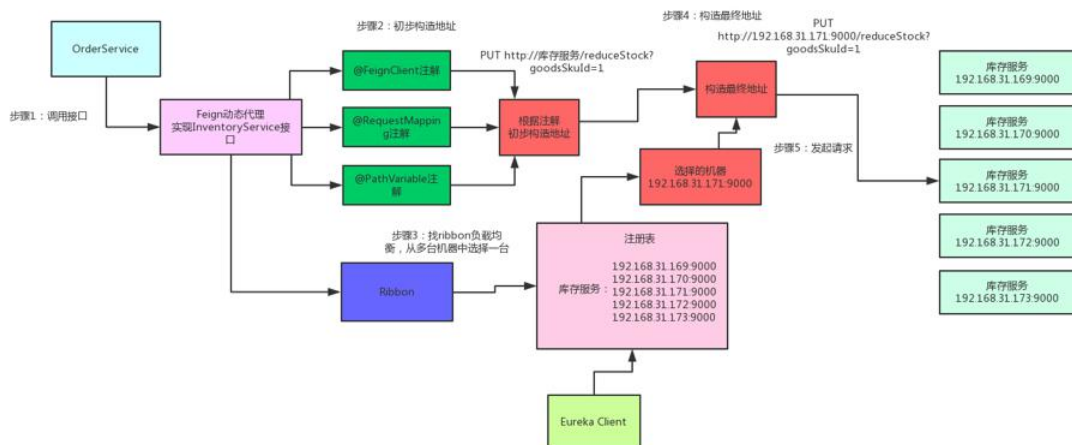 步骤4：构造最终地址
步骤2：初步构造地址
PUT
http://192.168.31.171:9000/reduceStock?
goodsSkuId=1
OrderService
PUT http://库存服务/reduceStock?
goodsSkuId=1
@FeignClient注解
构造最终地址
库存服务
192.168.31.169:9000
步骤1：调用接口
Feign动态代理
实现InventoryService接
口
@RequestMappin
g注解
根据注解
初步构造地址
库存服务
192.168.31.170:9000
步骤5：发起请求
@PathVariable注
解
选择的机器
192.168.31.171:9000
库存服务
192.168.31.171:9000
步骤3：找ribbon负载均
衡，从多台机器中选择一台
注册表
库存服务
192.168.31.172:9000
Ribbon
库存服务：
192.168.31.169:9000
192.168.31.170:9000
192.168.31.171:9000
192.168.31.172:9000
192.168.31.173:9000
库存服务
192.168.31.173:9000
Eureka Client